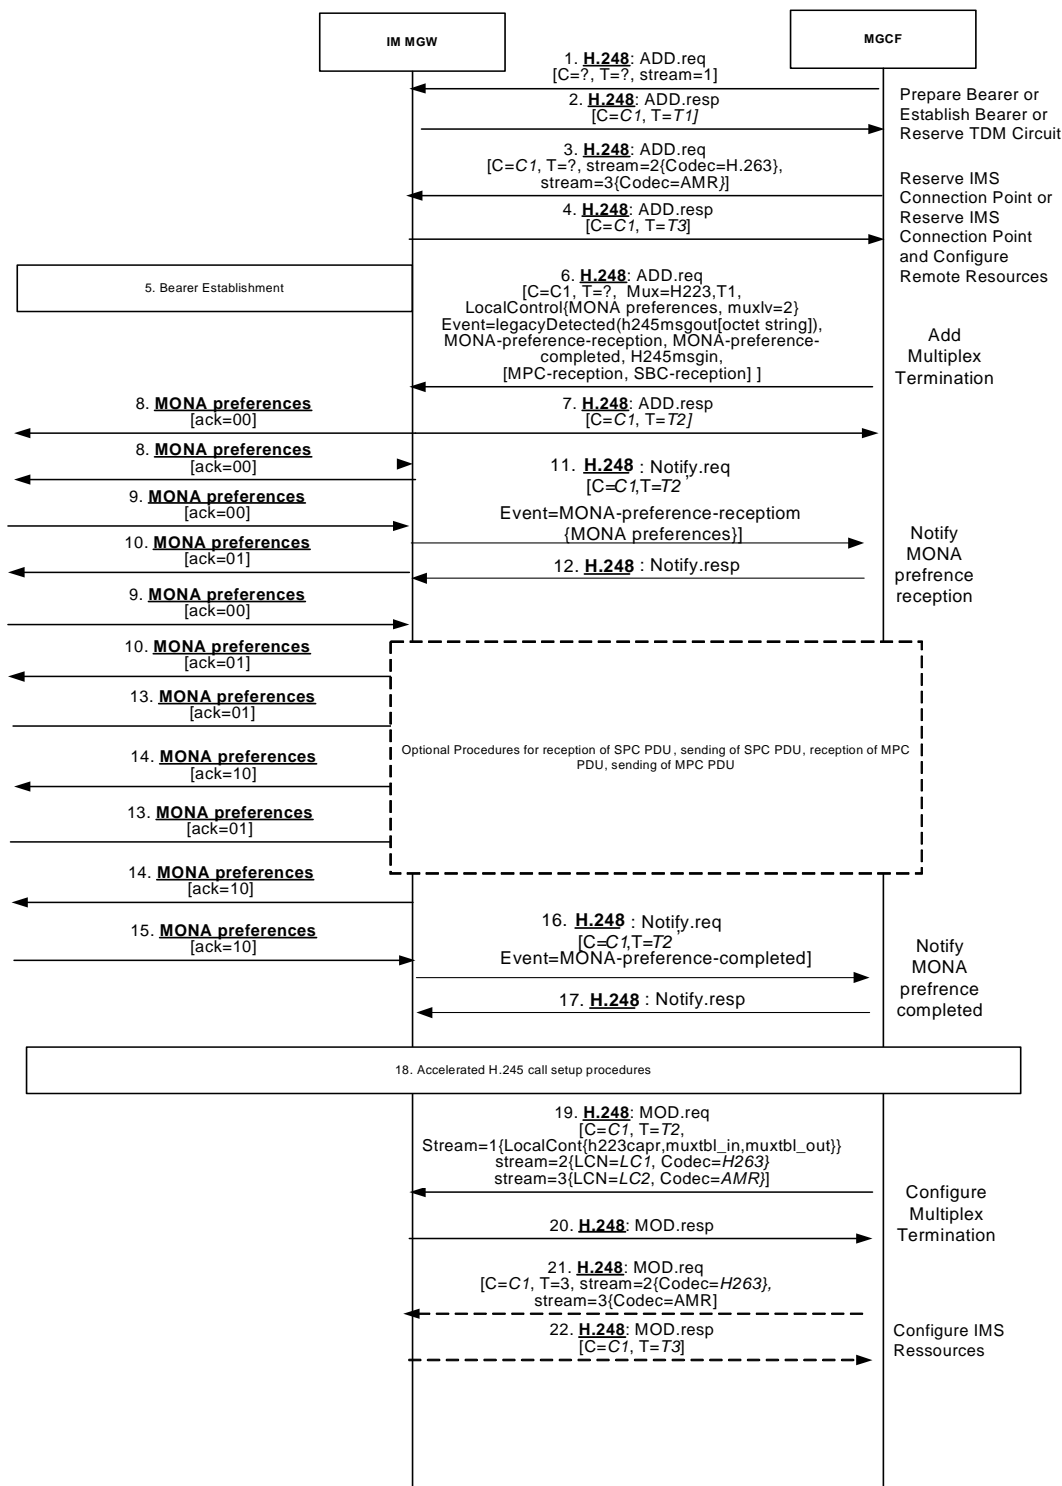 IM MGW
MGCF
1. H.248: ADD.req
[C=?, T=?, stream=1]
2. H.248: ADD.resp
[C=C1, T=T1]
Prepare Bearer or
Establish Bearer or
Reserve TDM Circuit
3. H.248: ADD.req
[C=C1, T=?, stream=2{Codec=H.263},
stream=3{Codec=AMR}]
4. H.248: ADD.resp
[C=C1, T=T3]
Reserve IMS
Connection Point or
Reserve IMS
Connection Point
and Configure
Remote Resources
5. Bearer Establishment
6. H.248: ADD.req
[C=C1, T=?, Mux=H223,T1,
LocalControl{MONA preferences, muxlv=2}
Event=legacyDetected(h245msgout[octet string]),
MONA-preference-reception, MONA-preference-
completed, H245msgin,
[MPC-reception, SBC-reception] ]
Add
Multiplex
Termination
8. MONA preferences
[ack=00]
7. H.248: ADD.resp
[C=C1, T=T2]
8. MONA preferences
[ack=00]
11. H.248 : Notify.req
[C=C1,T=T2,
Event=MONA-preference-receptiom
{MONA preferences}]
9. MONA preferences
[ack=00]
10. MONA preferences
[ack=01]
12. H.248 : Notify.resp
Notify
MONA
prefrence
reception
9. MONA preferences
[ack=00]
10. MONA preferences
[ack=01]
13. MONA preferences
[ack=01]
Optional Procedures for reception of SPC PDU, sending of SPC PDU, reception of MPC
PDU, sending of MPC PDU
14. MONA preferences
[ack=10]
13. MONA preferences
[ack=01]
14. MONA preferences
[ack=10]
15. MONA preferences
[ack=10]
16. H.248 : Notify.req
[C=C1,T=T2,
Event=MONA-preference-completed]
17. H.248 : Notify.resp
Notify
MONA
prefrence
completed
18. Accelerated H.245 call setup procedures
19. H.248: MOD.req
[C=C1, T=T2,
Stream=1{LocalCont{h223capr,muxtbl_in,muxtbl_out}}
stream=2{LCN=LC1, Codec=H263}
stream=3{LCN=LC2, Codec=AMR}]
Configure
Multiplex
Termination
20. H.248: MOD.resp
21. H.248: MOD.req
[C=C1, T=3, stream=2{Codec=H263},
stream=3{Codec=AMR]
22. H.248: MOD.resp
[C=C1, T=T3]
Configure IMS
Ressources